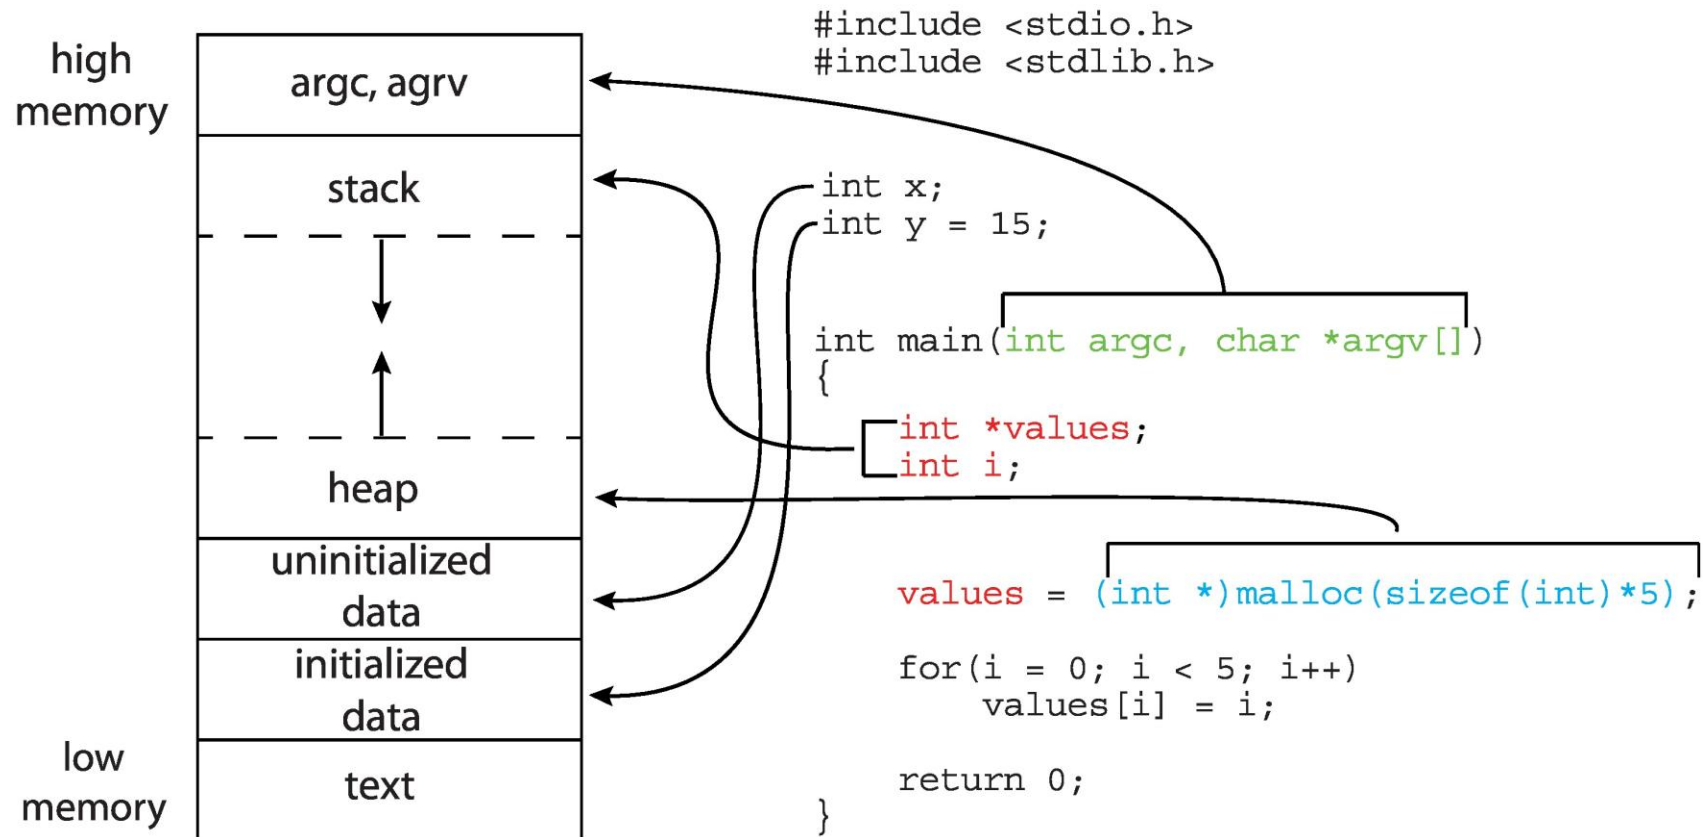 high
memory
argc, agrv
stack
heap
uninitialized
data
initialized
data
low
memory
text
#include <stdio.h>
#include <stdlib.h>
int x;
int y = 15;
int main(int argc, char *argv[])
{
int *values;
int i;
values = (int *)malloc(sizeof(int)*5);
for(i = 0; i < 5; i++)
values[i] = i;
return 0;
}